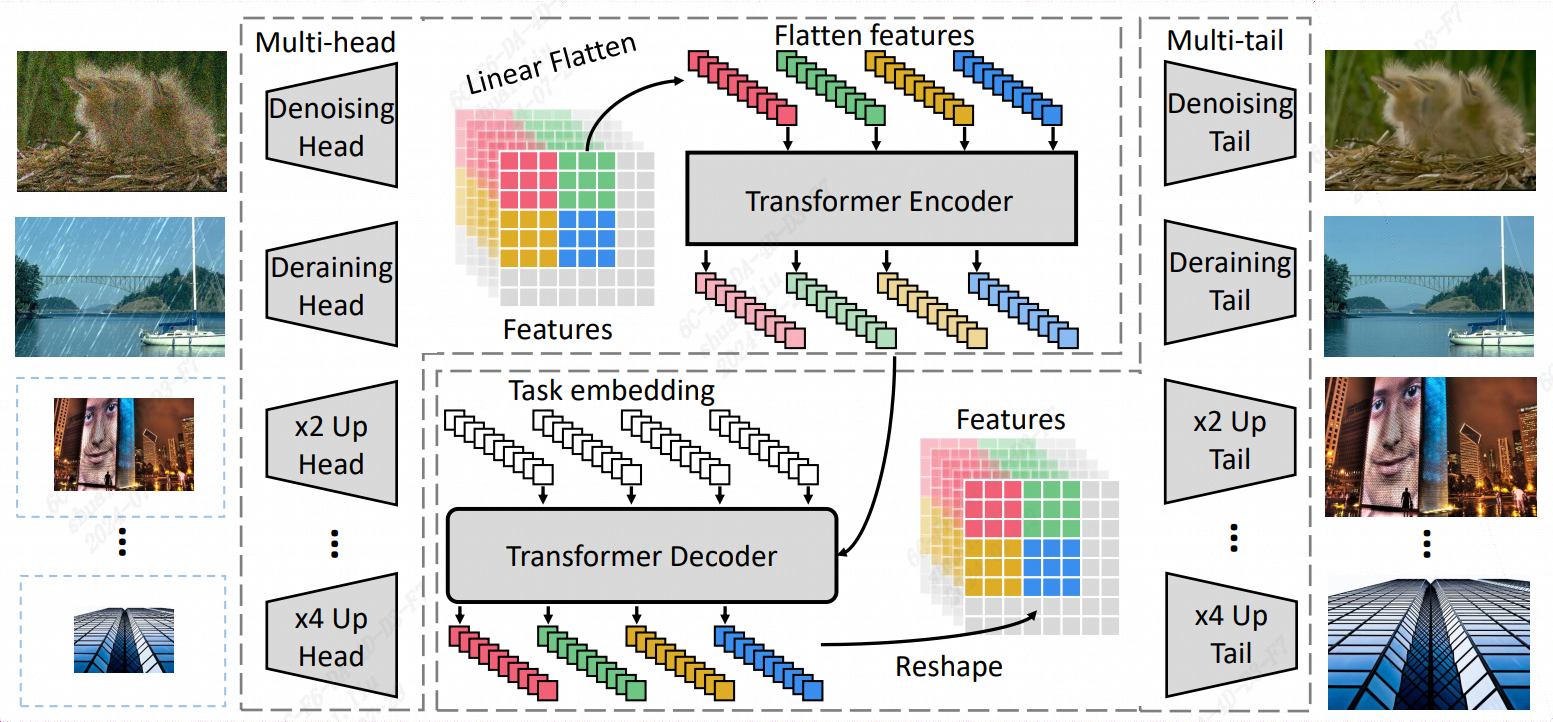 Multi-head
Denoising
Head
Deraining
Head
x2 Up
Head
x4 Up
Head
Linear Flatten
Features
Flatten features
Transformer Encoder
Task embedding
Transformer Decoder
Features
Reshape
Multi-tail
Denoising
Tail
Deraining
Tail
x2 Up
Tail
x4 Up
Tail